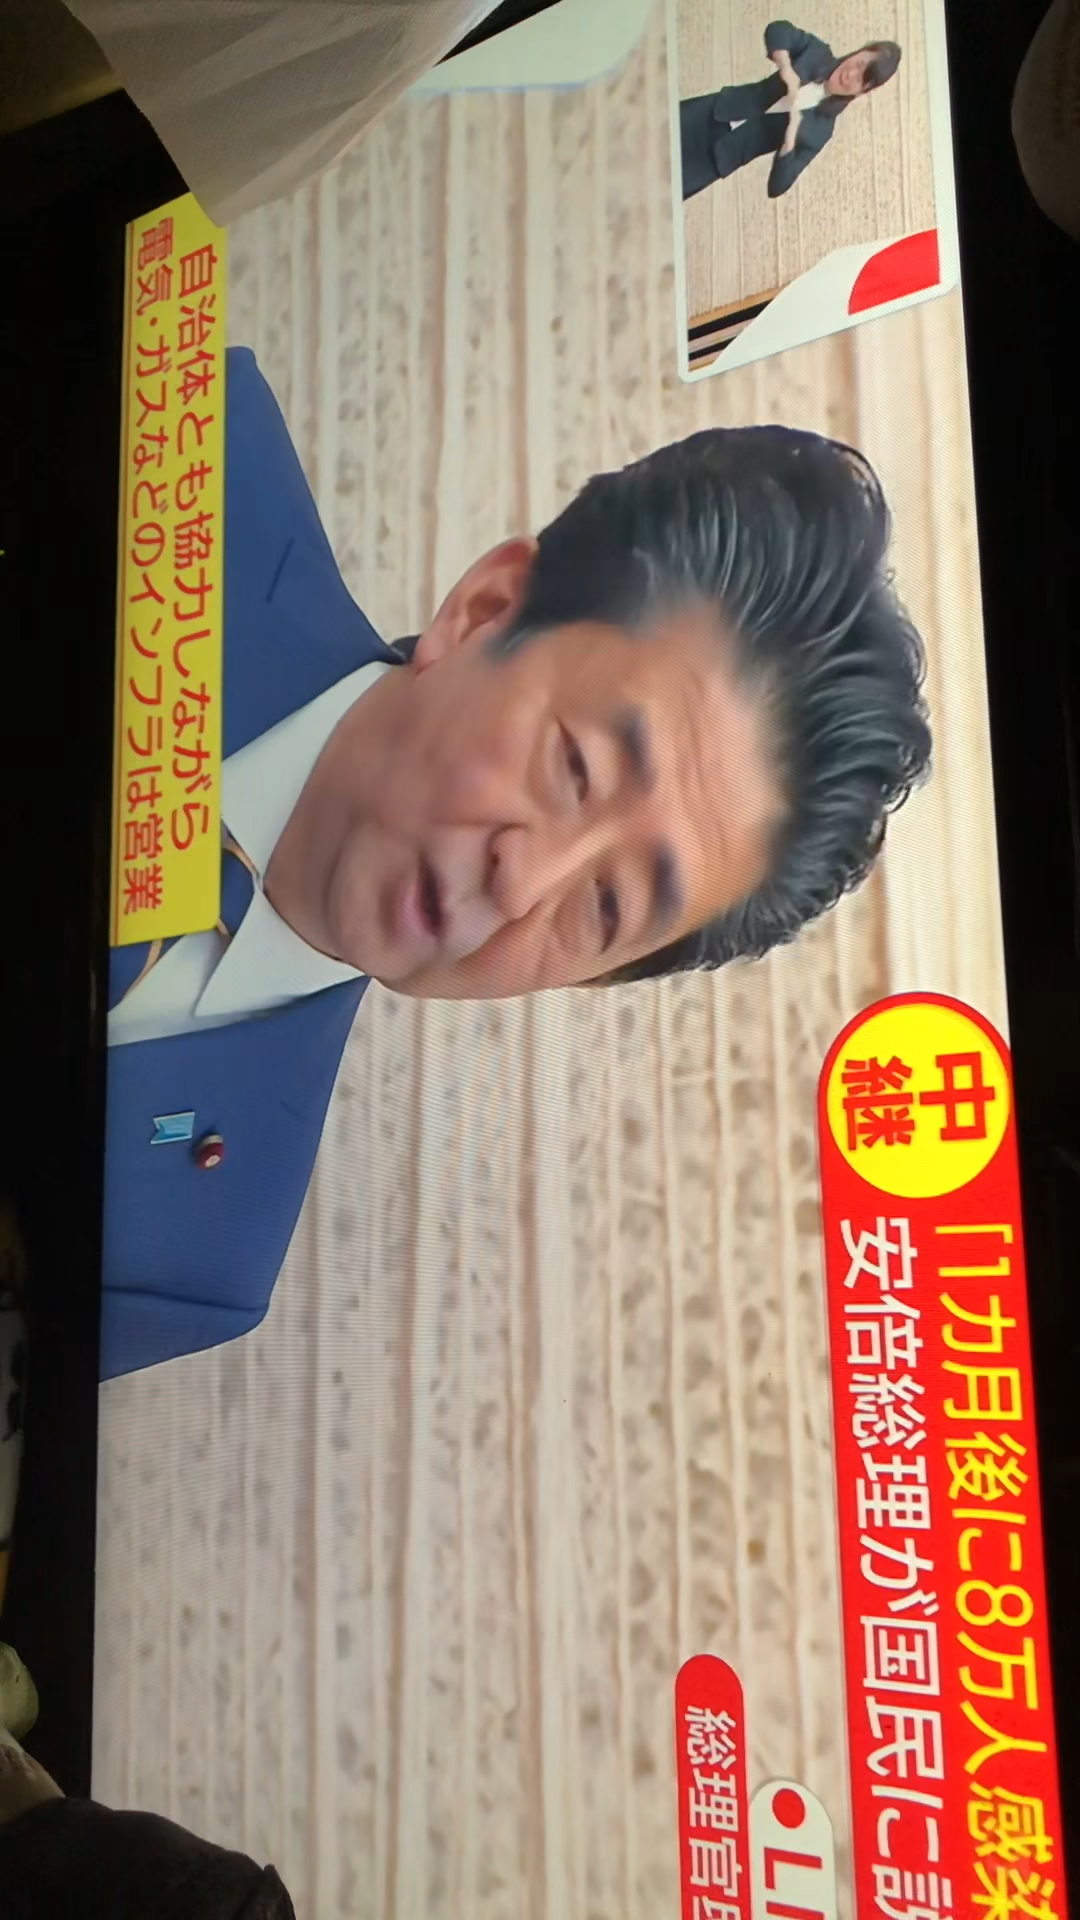 中継
「1カ月後に8万人感染
安倍総理が国民に
LI
総理官
自治体とも協力しながら
電気・ガスなどのインフラは営業